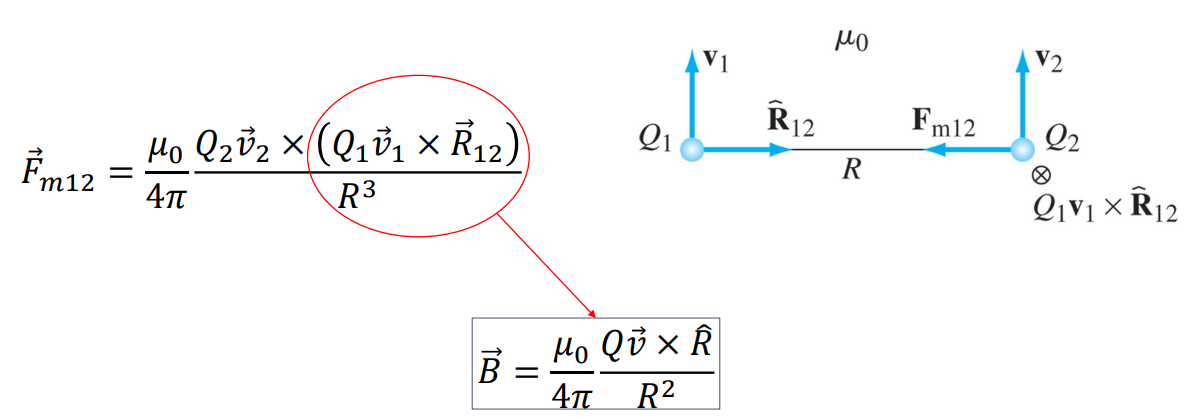 F⃗ₘ₁₂ = μ₀/4π Q₂v⃗₂ × (Q₁v⃗₁ × R⃗₁₂)/R³
μ₀
v₁
v₂
Q₁
R̂₁₂
Fₘ₁₂
Q₂
R
⊗
Q₁v₁ × R̂₁₂
B⃗ = μ₀/4π Qv⃗ × R̂/R²